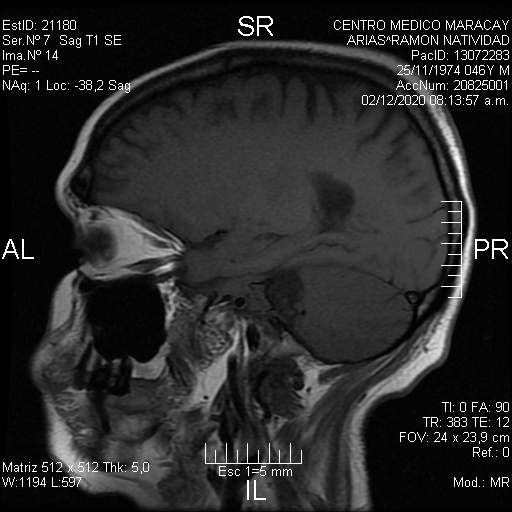 EstID: 21180
Ser.Nº 7 Sag T1 SE
Ima.Nº 14
PE= --
NAq: 1 Loc: -38,2 Sag
SR
CENTRO MEDICO MARACAY
ARIAS^RAMON NATIVIDAD
PacID: 13072283
25/11/1974 046Y M
AccNum: 20825001
02/12/2020 08:13:57 a.m.
AL
PR
TI: 0 FA: 90
TR: 383 TE: 12
FOV: 24 x 23,9 cm
Ref.: 0
Mod.: MR
Matriz 512 x 512 Thk: 5,0
W:1194 L:597
Esc 1=5 mm
IL